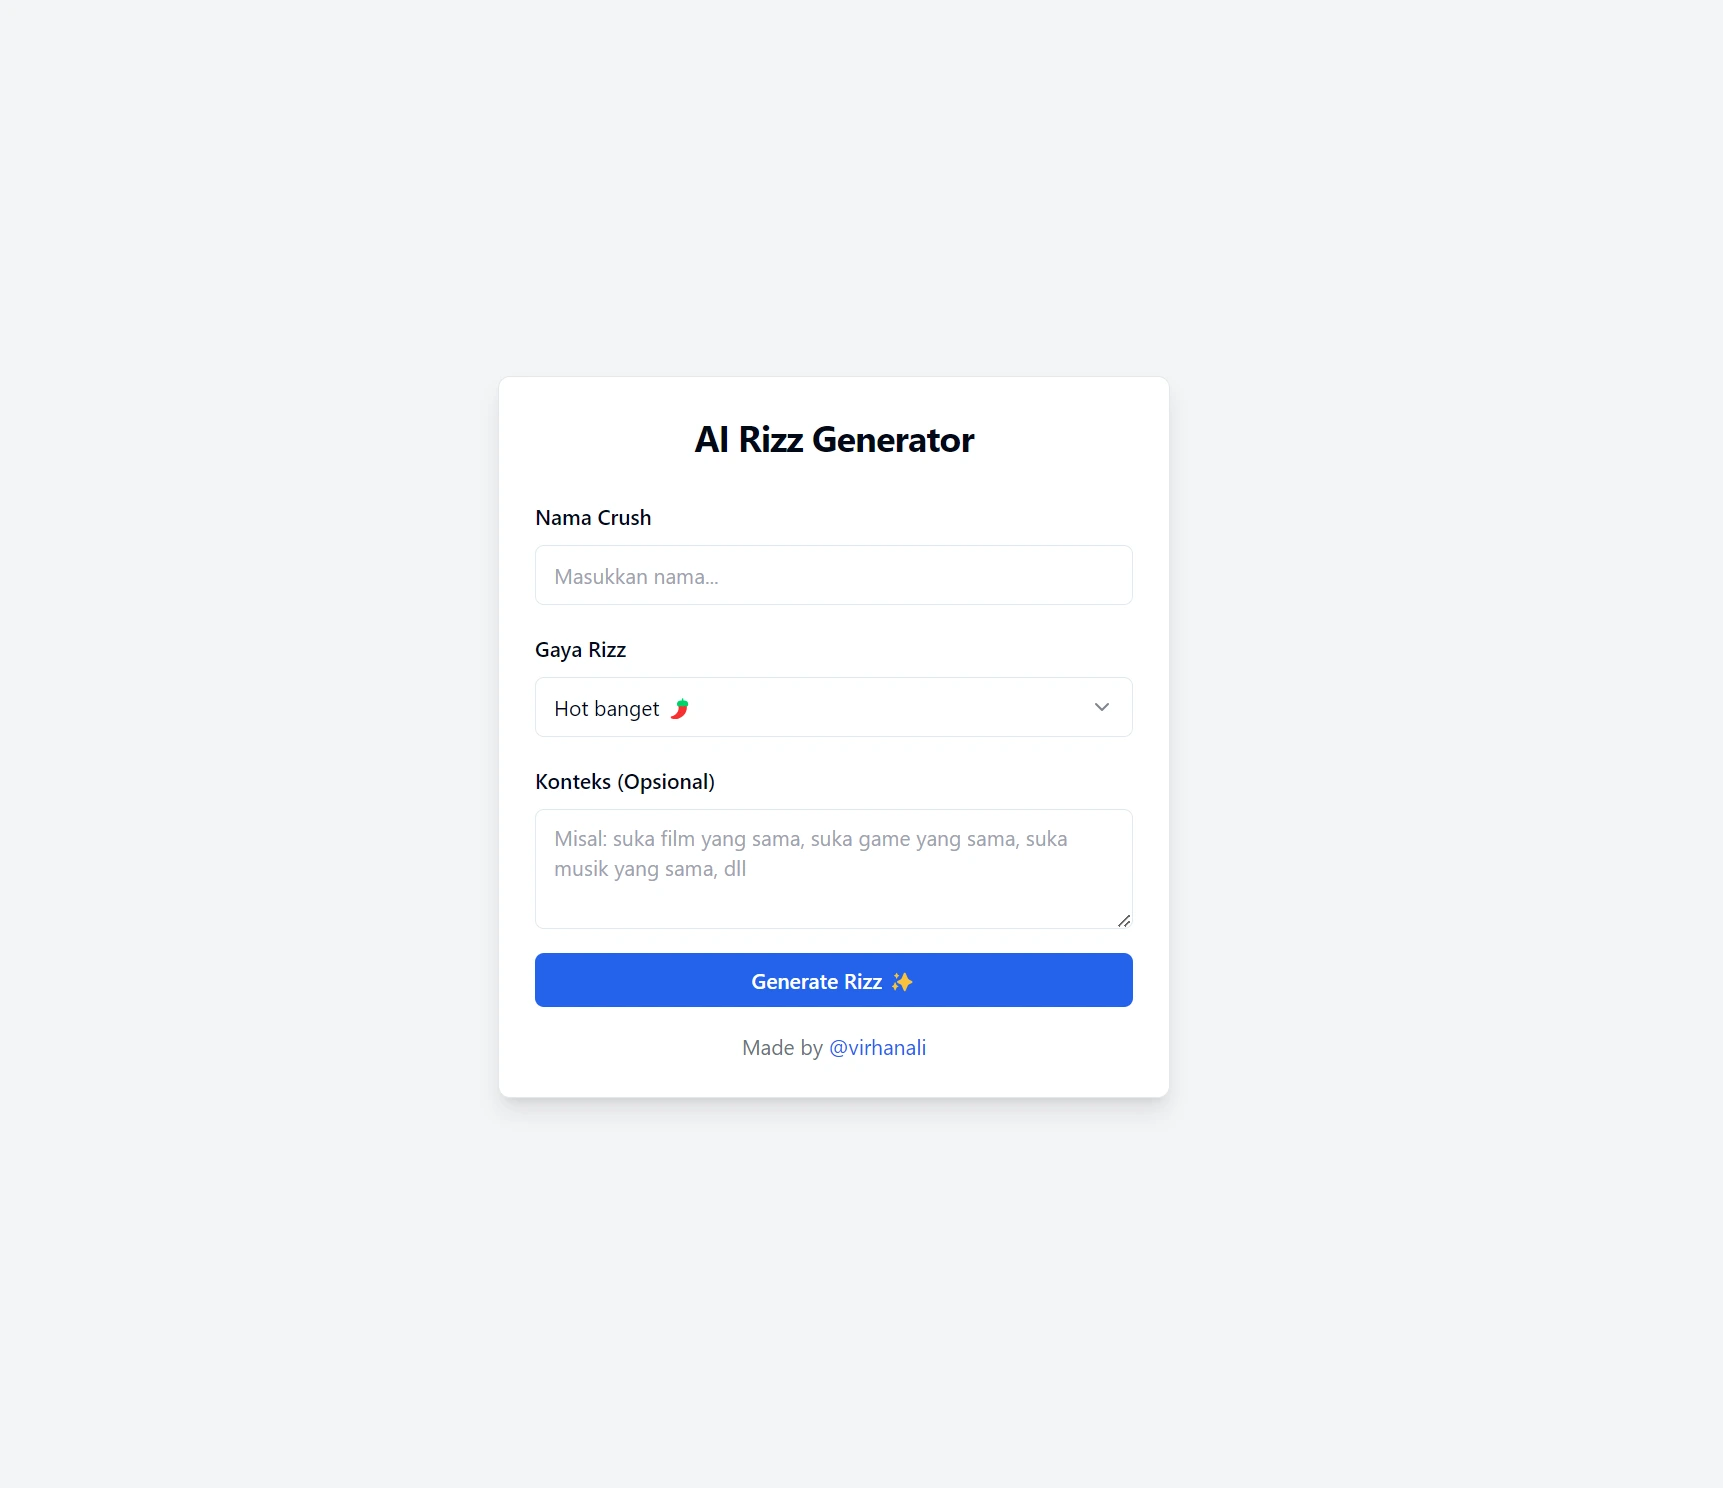 AI Rizz Generator
Nama Crush
Masukkan nama...
Gaya Rizz
Hot banget 🌶️
Konteks (Opsional)
Misal: suka film yang sama, suka game yang sama, suka
musik yang sama, dll
Generate Rizz ✨
Made by @virhanali